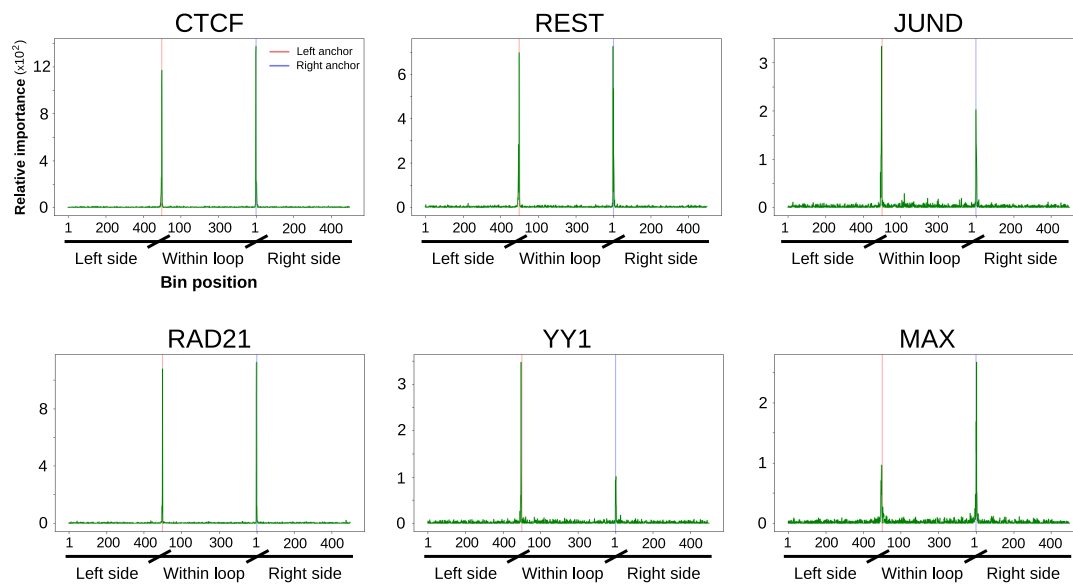 CTCF
REST
JUND
Relative importance (x10²)
12
8
4
0
Left anchor
Right anchor
6
4
2
0
3
2
1
0
1 200 400 100 300 1 200 400
1 200 400 100 300 1 200 400
1 200 400 100 300 1 200 400
Left side Within loop Right side
Left side Within loop Right side
Left side Within loop Right side
Bin position
RAD21
YY1
MAX
8
4
0
3
2
1
0
2
1
0
1 200 400 100 300 1 200 400
1 200 400 100 300 1 200 400
1 200 400 100 300 1 200 400
Left side Within loop Right side
Left side Within loop Right side
Left side Within loop Right side